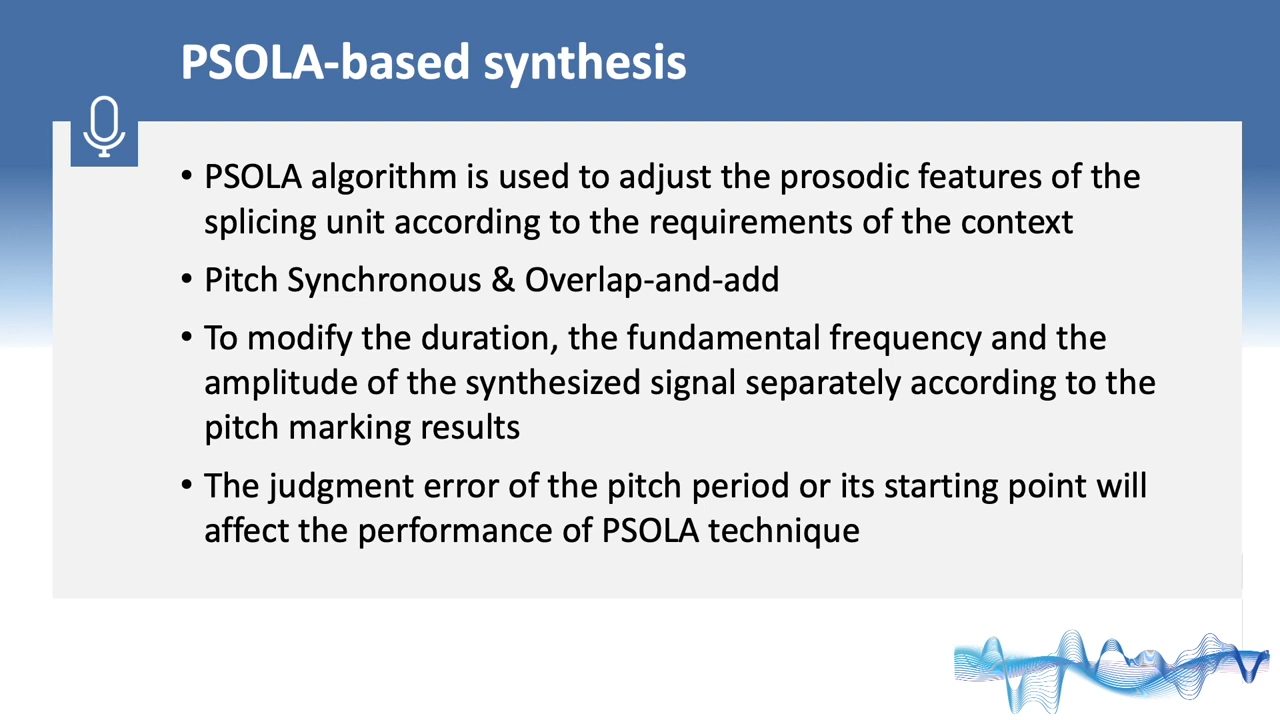 PSOLA-based synthesis
• PSOLA algorithm is used to adjust the prosodic features of the
splicing unit according to the requirements of the context
• Pitch Synchronous & Overlap-and-add
• To modify the duration, the fundamental frequency and the
amplitude of the synthesized signal separately according to the
pitch marking results
• The judgment error of the pitch period or its starting point will
affect the performance of PSOLA technique